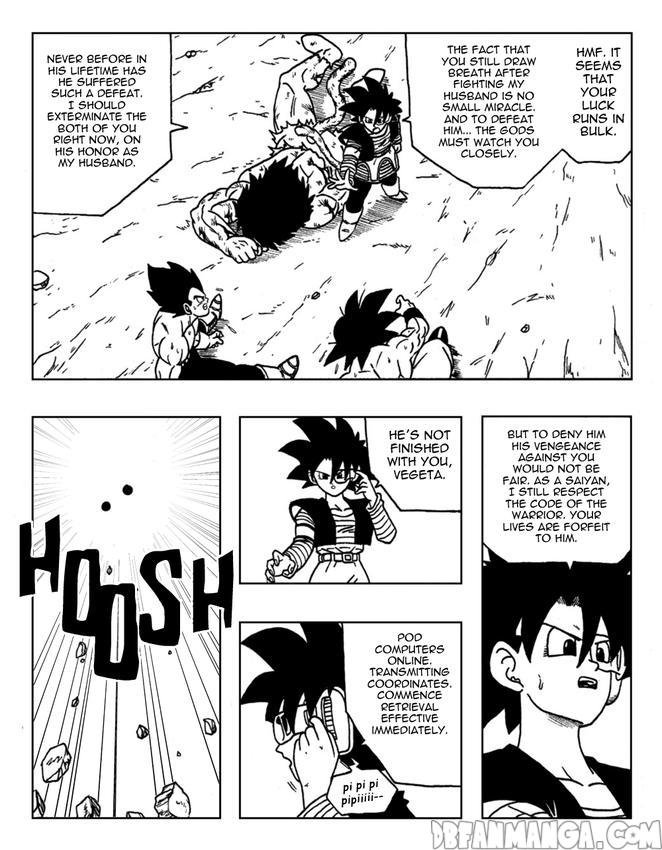 HMF. IT
SEEMS
THAT
YOUR
LUCK
RUNS IN
BULK.
THE FACT THAT
YOU STILL DRAW
BREATH AFTER
FIGHTING MY
HUSBAND IS NO
SMALL MIRACLE.
AND TO DEFEAT
HIM... THE GODS
MUST WATCH YOU
CLOSELY.
NEVER BEFORE IN
HIS LIFETIME HAS
HE SUFFERED
SUCH A DEFEAT.
I SHOULD
EXTERMINATE THE
BOTH OF YOU
RIGHT NOW, ON
HIS HONOR AS
MY HUSBAND.
BUT TO DENY HIM
HIS VENGEANCE
AGAINST YOU
WOULD NOT BE
FAIR. AS A SAIYAN,
I STILL RESPECT
THE CODE OF THE
WARRIOR. YOUR
LIVES ARE FORFEIT
TO HIM.
HE'S NOT
FINISHED
WITH YOU,
VEGETA.
POD
COMPUTERS
ONLINE.
TRANSMITTING
COORDINATES.
COMMENCE
RETRIEVAL
EFFECTIVE
IMMEDIATELY.
pi pi pi
pipiiiii--
HOOSH
DBFANMANGA.COM